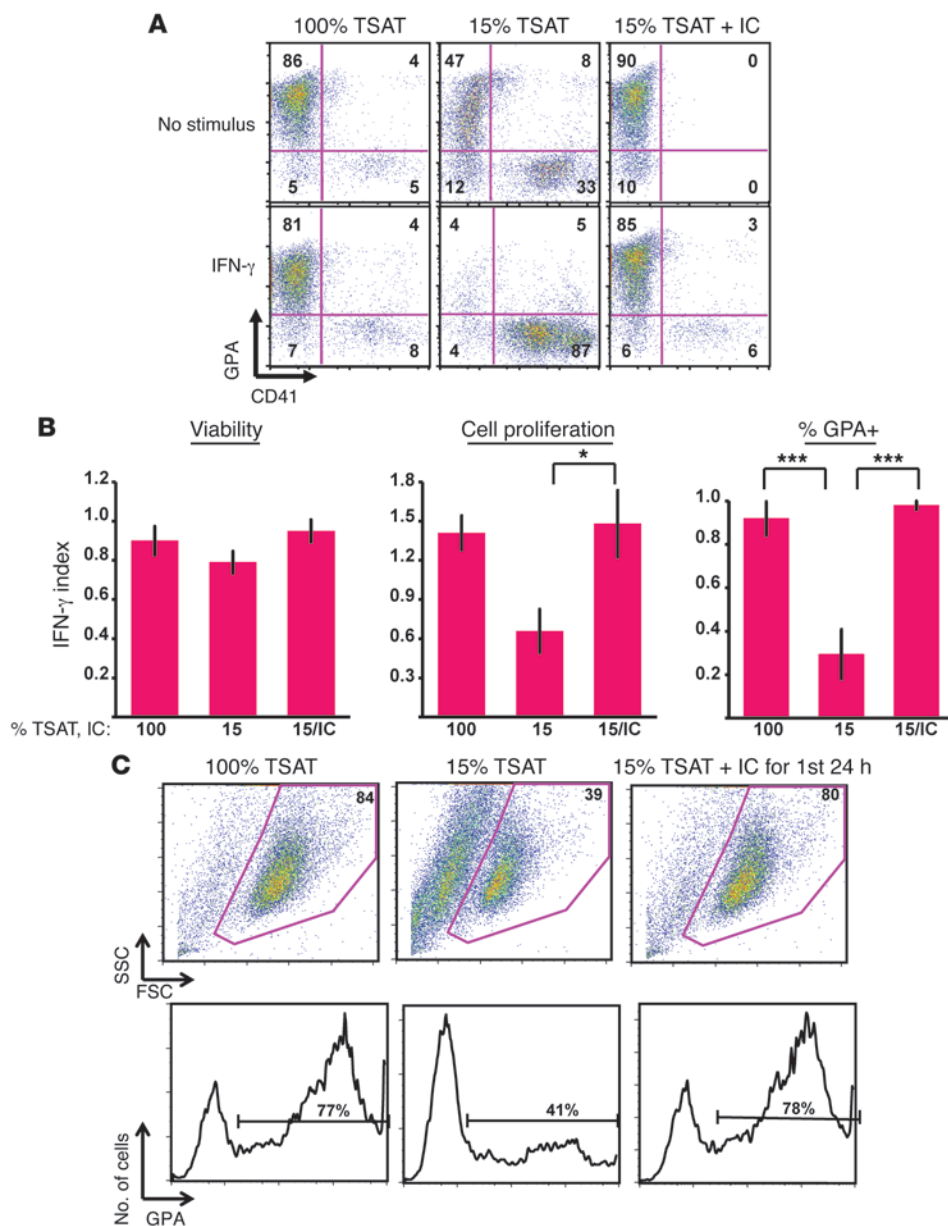 A
100% TSAT 15% TSAT 15% TSAT + IC
86 4 47 8 90 0
No stimulus
5 5 12 33 10 0
81 4 4 5 85 3
IFN-γ
7 8 4 87 6 6
GPA
CD41
B
Viability Cell proliferation % GPA+
* *** ***
1.2 1.8 1.0
1.0 1.5 0.8
0.8 1.2 0.6
0.6 0.9 0.4
0.4 0.6 0.2
0.2 0.3
IFN-γ index
% TSAT, IC: 100 15 15/IC 100 15 15/IC 100 15 15/IC
C
100% TSAT 15% TSAT 15% TSAT + IC for 1st 24 h
84 39 80
SSC
FSC
77% 41% 78%
No. of cells
GPA